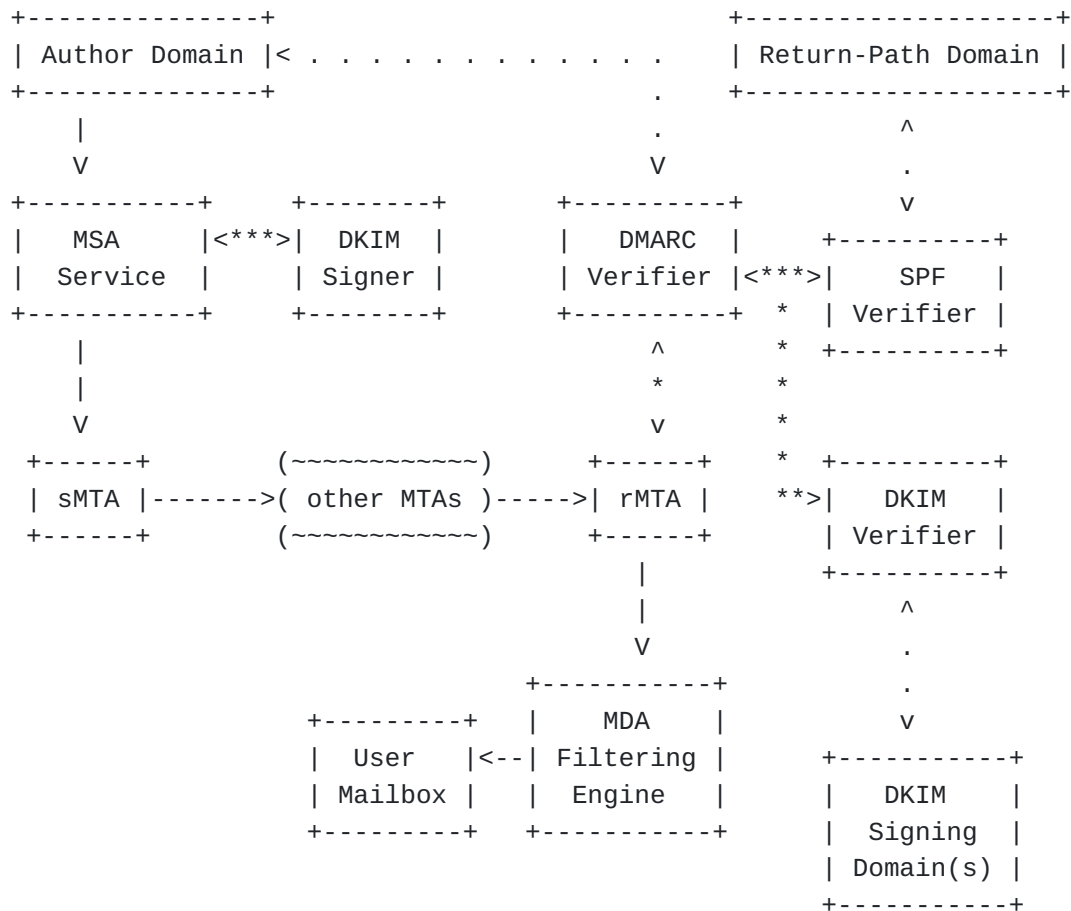 +---------------+                             +--------------------+
| Author Domain |< . . . . . . . . . . . .    | Return-Path Domain |
+---------------+                        .    +--------------------+
    |                                    .               ^
    V                                    V               .
+-----------+     +--------+       +----------+          v
|   MSA     |<***>|  DKIM  |       |   DMARC  |     +----------+
|  Service  |     | Signer |       | Verifier |<***>|    SPF   |
+-----------+     +--------+       +----------+  *  | Verifier |
    |                                    ^       *  +----------+
    |                                    *       *
    V                                    v       *
 +------+        (~~~~~~~~~~~~)      +------+    *  +----------+
 | sMTA |------->( other MTAs )----->| rMTA |    **>|   DKIM   |
 +------+        (~~~~~~~~~~~~)      +------+       | Verifier |
                                        |           +----------+
                                        |                ^
                                        V                .
                                 +-----------+           .
                   +---------+   |    MDA    |           v
                   |  User   |<--| Filtering |      +-----------+
                   | Mailbox |   |  Engine   |      |   DKIM    |
                   +---------+   +-----------+      |  Signing  |
                                                    | Domain(s) |
                                                    +-----------+